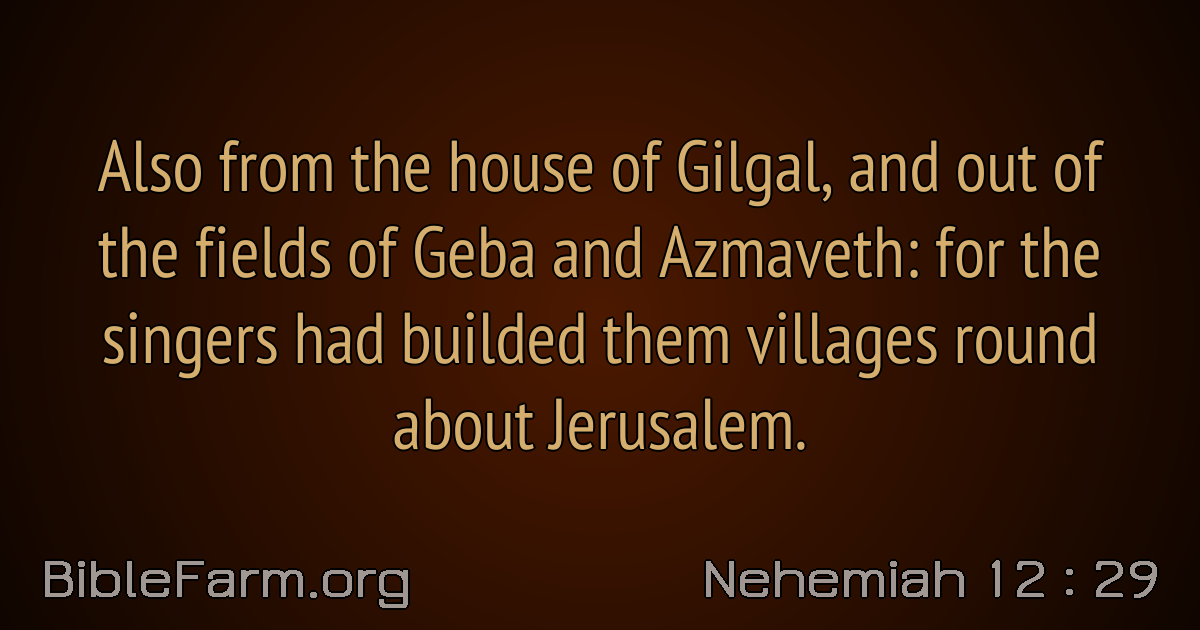 Also from the house of Gilgal, and out of
the fields of Geba and Azmaveth: for the
singers had builded them villages round
about Jerusalem.
BibleFarm.org
Nehemiah 12 : 29